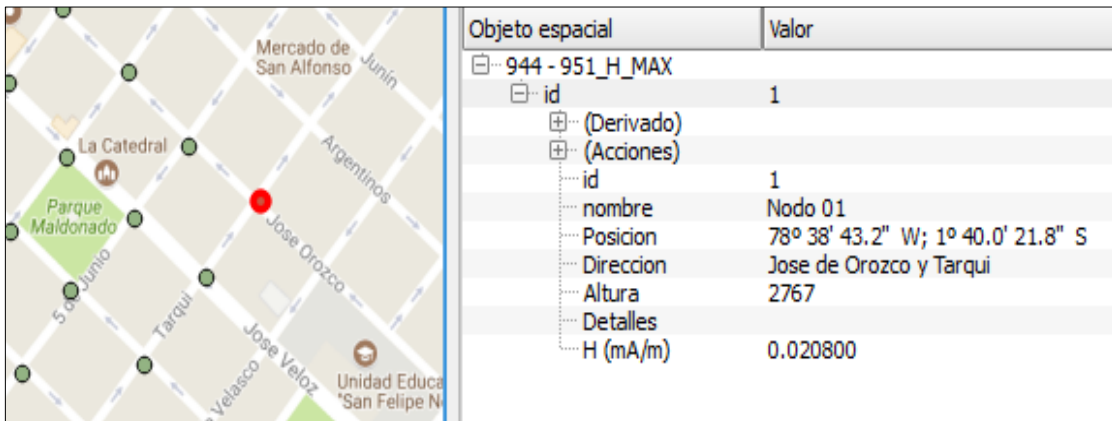 Mercado de
San Alfonso
Junín
La Catedral
Argentinos
Parque
Maldonado
Jose Orozco
5 de Junio
Tarqui
Jose Veloz
Velasco
Unidad Educa
"San Felipe N
Objeto espacial Valor
944 - 951_H_MAX
id 1
(Derivado)
(Acciones)
id 1
nombre Nodo 01
Posicion 78º 38' 43.2" W; 1º 40.0' 21.8" S
Direccion Jose de Orozco y Tarqui
Altura 2767
Detalles
H (mA/m) 0.020800